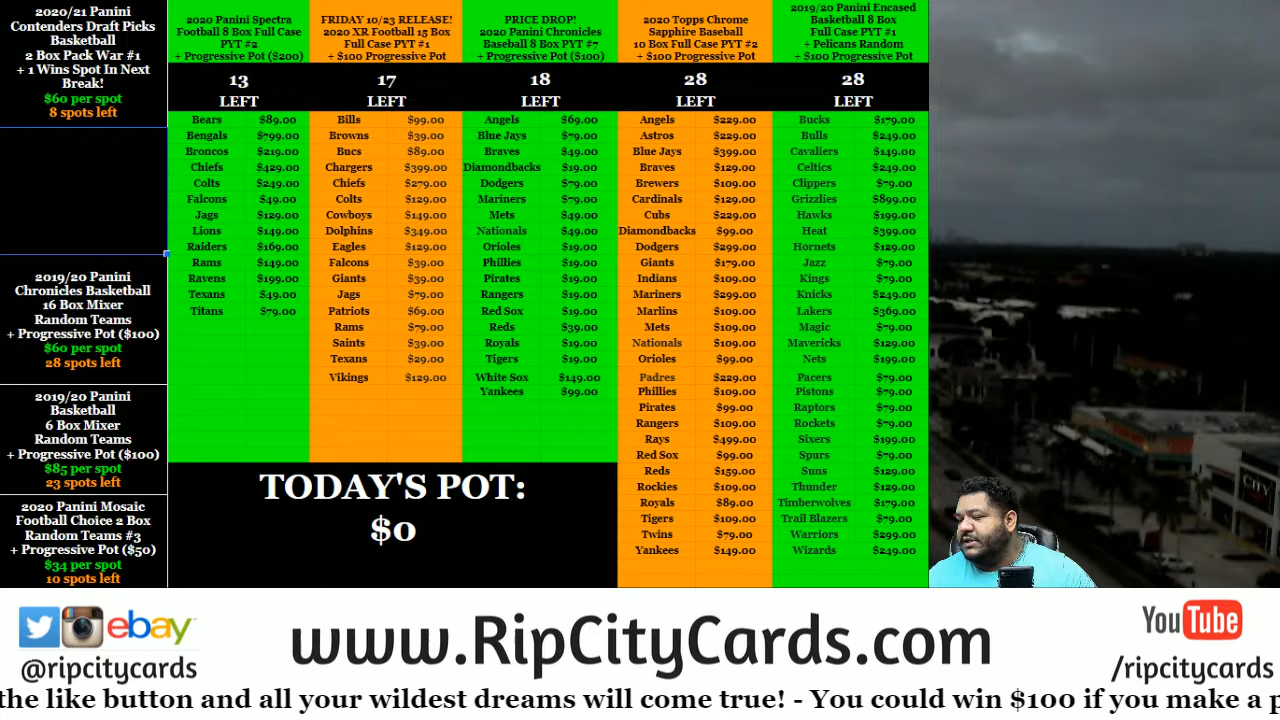 2020/21 Panini
Contenders Draft Picks
Basketball
2 Box Pack War #1
+ 1 Wins Spot In Next
Break!
$60 per spot
8 spots left
2019/20 Panini
Chronicles Basketball
16 Box Mixer
Random Teams
+ Progressive Pot ($100)
$60 per spot
28 spots left
2019/20 Panini
Basketball
6 Box Mixer
Random Teams
+ Progressive Pot ($100)
$85 per spot
23 spots left
2020 Panini Mosaic
Football Choice 2 Box
Random Teams #3
+ Progressive Pot ($50)
$34 per spot
10 spots left
2020 Panini Spectra
Football 8 Box Full Case
PYT #2
+ Progressive Pot ($200)
13
LEFT
Bears $89.00
Bengals $799.00
Broncos $219.00
Chiefs $429.00
Colts $249.00
Falcons $49.00
Jags $129.00
Lions $149.00
Raiders $169.00
Rams $149.00
Ravens $199.00
Texans $49.00
Titans $79.00
FRIDAY 10/23 RELEASE!
2020 XR Football 15 Box
Full Case PYT #1
+ $100 Progressive Pot
17
LEFT
Bills $99.00
Browns $39.00
Bucs $89.00
Chargers $399.00
Chiefs $279.00
Colts $129.00
Cowboys $149.00
Dolphins $349.00
Eagles $129.00
Falcons $39.00
Giants $39.00
Jags $79.00
Patriots $69.00
Rams $79.00
Saints $39.00
Texans $29.00
Vikings $129.00
PRICE DROP!
2020 Panini Chronicles
Baseball 8 Box PYT #7
+ Progressive Pot ($100)
18
LEFT
Angels $69.00
Blue Jays $79.00
Braves $49.00
Diamondbacks $19.00
Dodgers $79.00
Mariners $79.00
Mets $49.00
Nationals $49.00
Orioles $19.00
Phillies $19.00
Pirates $19.00
Rangers $19.00
Red Sox $19.00
Reds $39.00
Royals $19.00
Tigers $19.00
White Sox $149.00
Yankees $99.00
2020 Topps Chrome
Sapphire Baseball
10 Box Full Case PYT #2
+ $100 Progressive Pot
28
LEFT
Angels $229.00
Astros $229.00
Blue Jays $399.00
Braves $129.00
Brewers $109.00
Cardinals $129.00
Cubs $229.00
Diamondbacks $99.00
Dodgers $299.00
Giants $179.00
Indians $109.00
Mariners $299.00
Marlins $109.00
Mets $109.00
Nationals $109.00
Orioles $99.00
Padres $229.00
Phillies $109.00
Pirates $99.00
Rangers $109.00
Rays $499.00
Red Sox $99.00
Reds $159.00
Rockies $109.00
Royals $89.00
Tigers $109.00
Twins $79.00
Yankees $149.00
2019/20 Panini Encased
Basketball 8 Box
Full Case PYT #1
+ Pelicans Random
+ $100 Progressive Pot
28
LEFT
Bucks $179.00
Bulls $249.00
Cavaliers $149.00
Celtics $249.00
Clippers $79.00
Grizzlies $899.00
Hawks $199.00
Heat $399.00
Hornets $129.00
Jazz $79.00
Kings $79.00
Knicks $249.00
Lakers $369.00
Magic $79.00
Mavericks $129.00
Nets $199.00
Pacers $79.00
Pistons $79.00
Raptors $79.00
Rockets $79.00
Sixers $199.00
Spurs $79.00
Suns $129.00
Thunder $129.00
Timberwolves $179.00
Trail Blazers $79.00
Warriors $299.00
Wizards $249.00
TODAY'S POT:
$0
CITY
ebay
@ripcitycards
www.RipCityCards.com
YouTube
/ripcitycards
the like button and all your wildest dreams will come true! - You could win $100 if you make a p